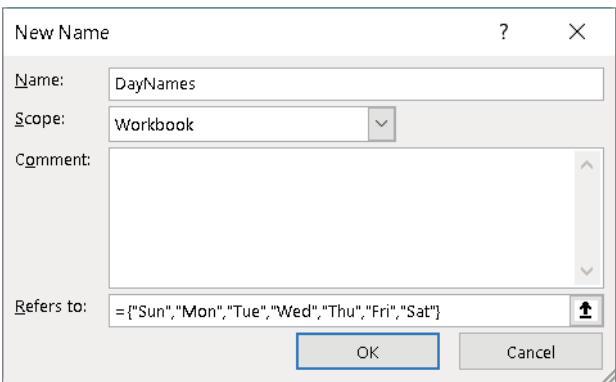 New Name ? ×
Name: DayNames
Scope: Workbook
Comment:
Refers to: ={"Sun","Mon","Tue","Wed","Thu","Fri","Sat"}
OK Cancel